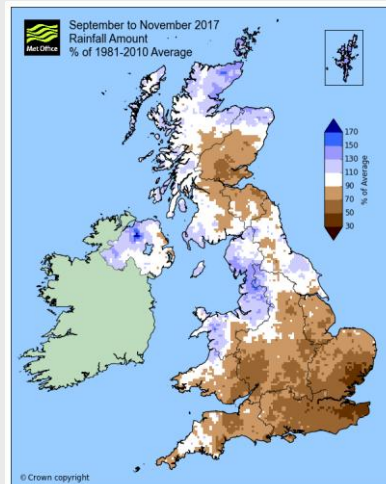 Met Office
September to November 2017
Rainfall Amount
% of 1981-2010 Average
170
150
130
110
90
70
50
30
% of Average
© Crown copyright